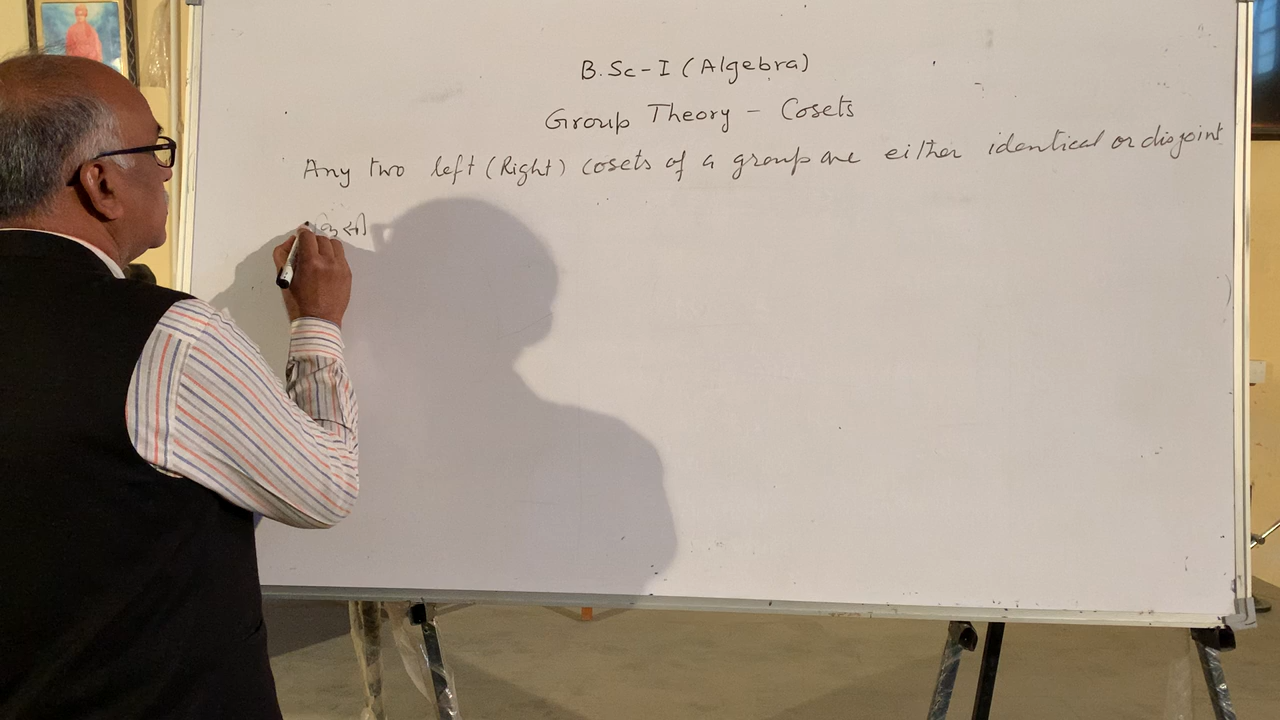 B.Sc-I (Algebra)
Group Theory - Cosets
Any two left (Right) cosets of a group are either identical or disjoint
किसी